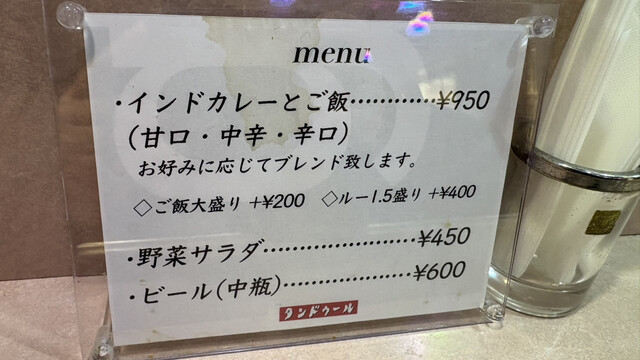 menu
・インドカレーとご飯…………¥950
(甘口・中辛・辛口)
お好みに応じてブレンド致します。
◇ご飯大盛り +¥200 ◇ルー1.5盛り +¥400
・野菜サラダ……………………¥450
・ビール(中瓶)…………………¥600
タンドゥール